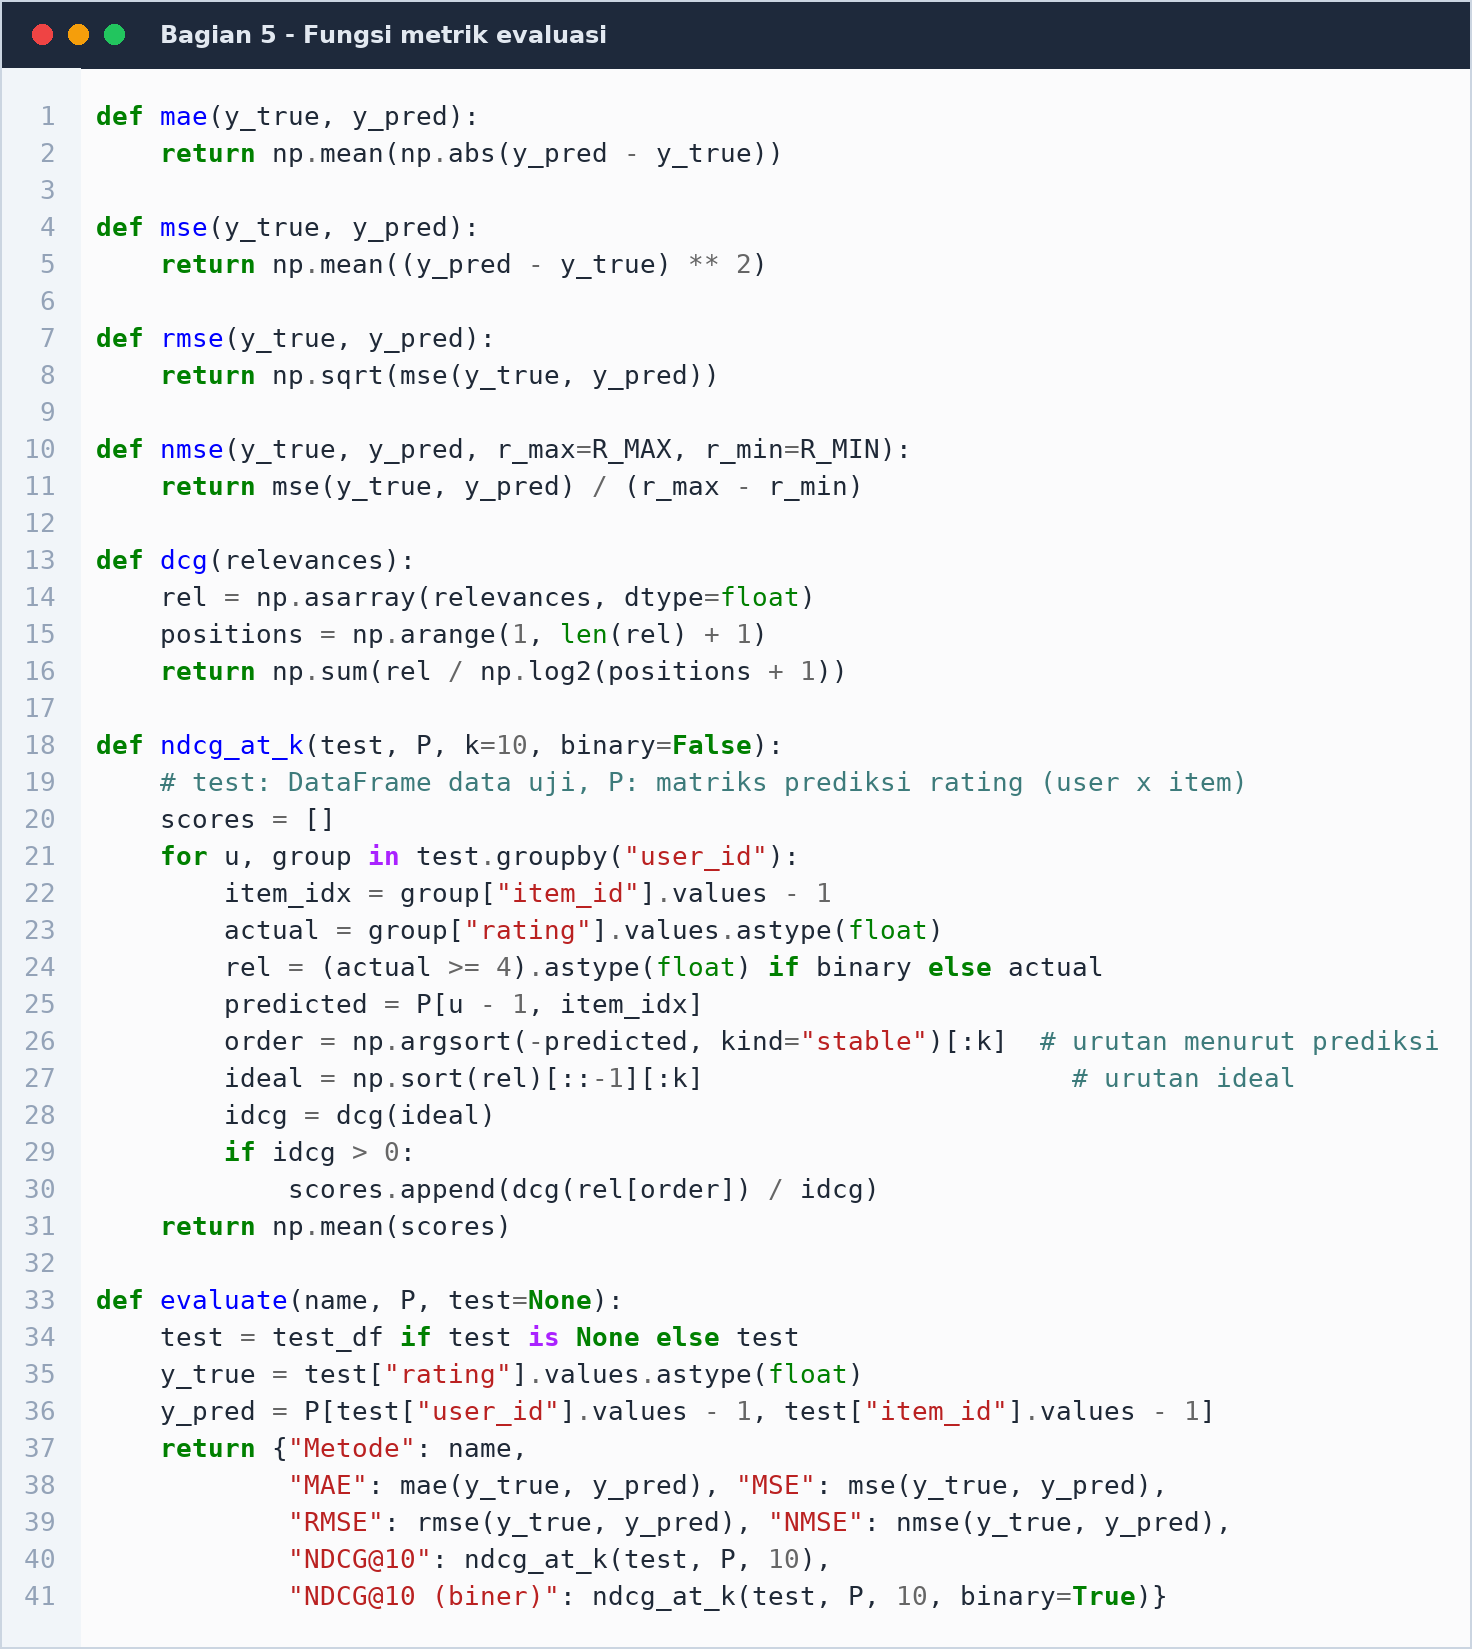 Bagian 5 - Fungsi metrik evaluasi
1 def mae(y_true, y_pred):
2     return np.mean(np.abs(y_pred - y_true))
3
4 def mse(y_true, y_pred):
5     return np.mean((y_pred - y_true) ** 2)
6
7 def rmse(y_true, y_pred):
8     return np.sqrt(mse(y_true, y_pred))
9
10 def nmse(y_true, y_pred, r_max=R_MAX, r_min=R_MIN):
11     return mse(y_true, y_pred) / (r_max - r_min)
12
13 def dcg(relevances):
14     rel = np.asarray(relevances, dtype=float)
15     positions = np.arange(1, len(rel) + 1)
16     return np.sum(rel / np.log2(positions + 1))
17
18 def ndcg_at_k(test, P, k=10, binary=False):
19     # test: DataFrame data uji, P: matriks prediksi rating (user x item)
20     scores = []
21     for u, group in test.groupby("user_id"):
22         item_idx = group["item_id"].values - 1
23         actual = group["rating"].values.astype(float)
24         rel = (actual >= 4).astype(float) if binary else actual
25         predicted = P[u - 1, item_idx]
26         order = np.argsort(-predicted, kind="stable")[:k]  # urutan menurut prediksi
27         ideal = np.sort(rel)[::-1][:k]                       # urutan ideal
28         idcg = dcg(ideal)
29         if idcg > 0:
30             scores.append(dcg(rel[order]) / idcg)
31     return np.mean(scores)
32
33 def evaluate(name, P, test=None):
34     test = test_df if test is None else test
35     y_true = test["rating"].values.astype(float)
36     y_pred = P[test["user_id"].values - 1, test["item_id"].values - 1]
37     return {"Metode": name,
38             "MAE": mae(y_true, y_pred), "MSE": mse(y_true, y_pred),
39             "RMSE": rmse(y_true, y_pred), "NMSE": nmse(y_true, y_pred),
40             "NDCG@10": ndcg_at_k(test, P, 10),
41             "NDCG@10 (biner)": ndcg_at_k(test, P, 10, binary=True)}